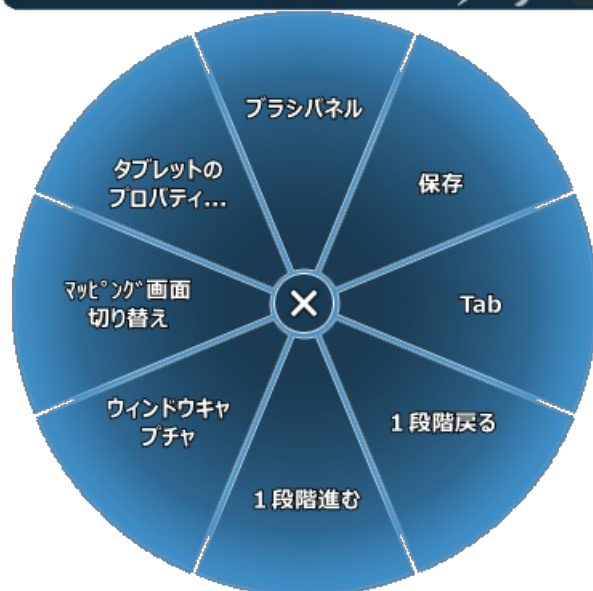 ブラシパネル
保存
Tab
1段階戻る
1段階進む
ウィンドウキャ
プチャ
ﾏｯﾋﾟﾝｸﾞ画面
切り替え
タブレットの
プロパティ...